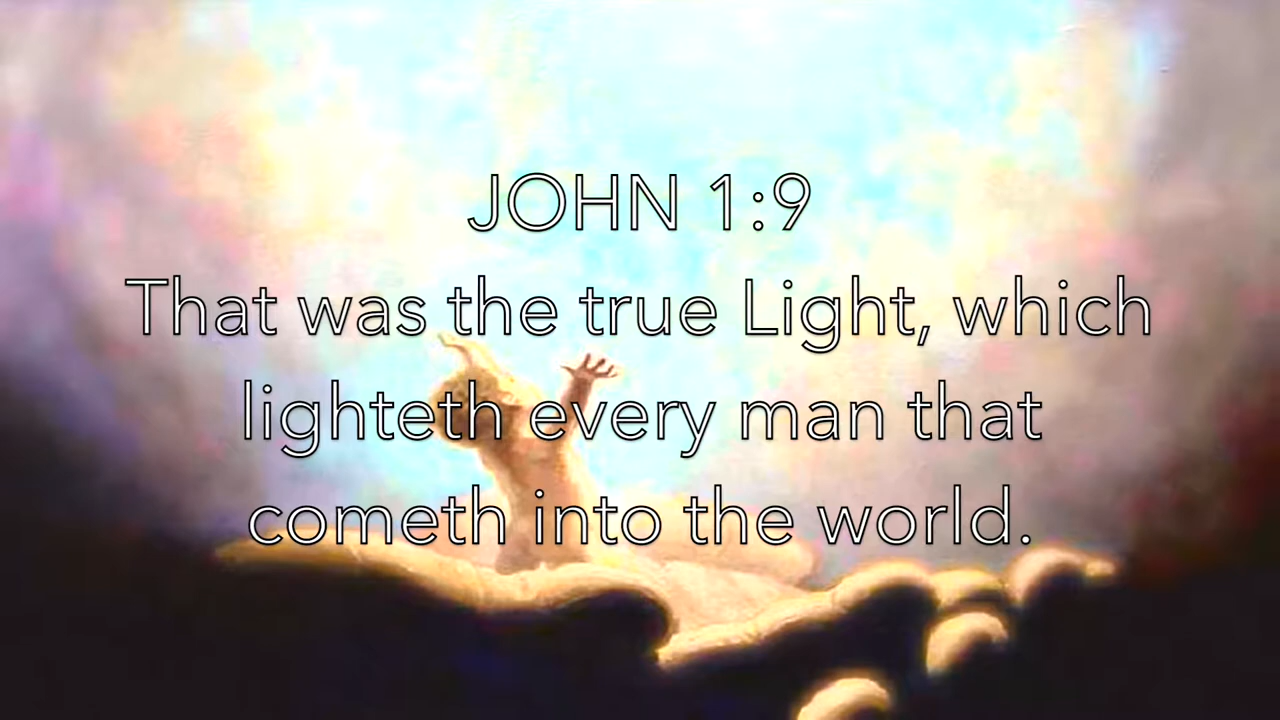 JOHN 1:9
That was the true Light, which
lighteth every man that
cometh into the world.